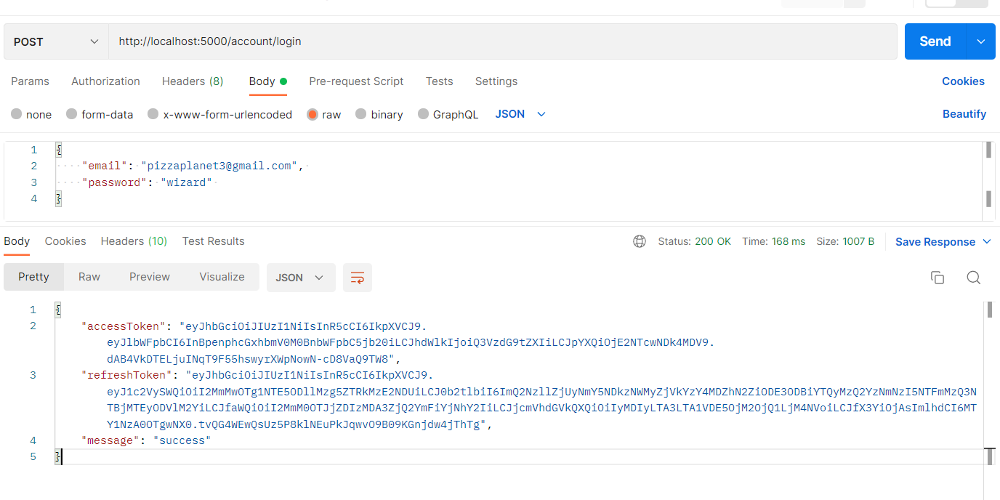 POST http://localhost:5000/account/login Send
Params Authorization Headers (8) Body Pre-request Script Tests Settings Cookies
none form-data x-www-form-urlencoded raw binary GraphQL JSON Beautify
1 {
2 "email": "pizzaplanet3@gmail.com",
3 "password": "wizard"
4 }
Body Cookies Headers (10) Test Results Status: 200 OK Time: 168 ms Size: 1007 B Save Response
Pretty Raw Preview Visualize JSON
1 {
2 "accessToken": "eyJhbGciOiJIUzI1NiIsInR5cCI6IkpXVCJ9.
eyJlbWFpbCI6InBpenphcGxhbmV0M0BnbWFpbC5jb20iLCJhdWlkIjoiQ3VzdG9tZXIiLCJpYXQiOjE2NTcwNDk4MDV9.
dAB4VkDTELjuINqT9F55hswyrXWpNowN-cD8VaQ9TW8",
3 "refreshToken": "eyJhbGciOiJIUzI1NiIsInR5cCI6IkpXVCJ9.
eyJ1c2VySWQiOiI2MmMwOTg1NTE5ODllMzg5ZTRkMzE2NDUiLCJ0b2tlbiI6ImQ2NzllZjUyNmY5NDkzNWMyZjVkYzY4MDZhN2ZiODE3ODBiYTQyMzQ2YzNmNzI5NTFmMzQ3N
TBjMTEyODVlM2YiLCJfaWQiOiI2MmM0OTJjZDIzMDA3ZjQ2YmFiYjNhY2IiLCJjcmVhdGVkQXQiOiIyMDIyLTA3LTA1VDE5OjM2OjQ1LjM4NVoiLCJfX3YiOjAsImlhdCI6MT
Y1NzA0OTgwNX0.tvQG4WEwQsUz5P8klNEuPkJqwvO9B09KGnjdw4jThTg",
4 "message": "success"
5 }